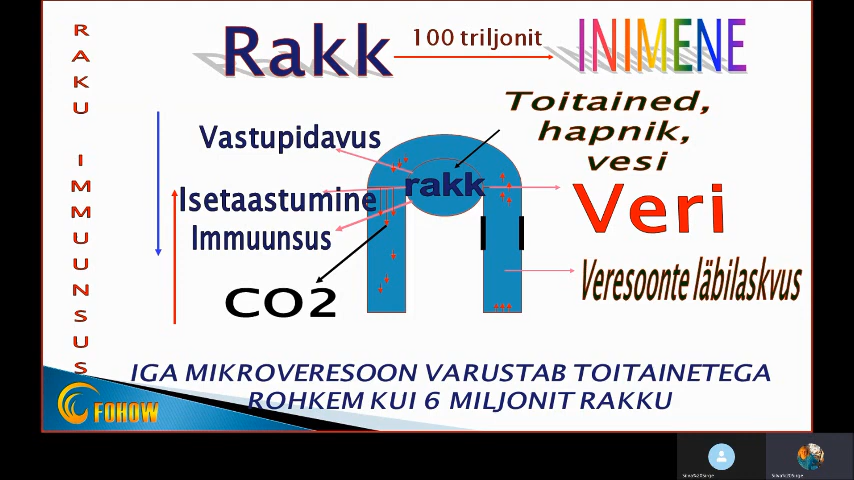 RAKU IMMUUNSUS
Rakk
100 triljonit
INIMENE
Toitained,
hapnik,
vesi
Vastupidavus
rakk
Isetaastumine
Veri
Immuunsus
Veresoonte läbilaskvus
CO2
IGA MIKROVERESOON VARUSTAB TOITAINETEGA
ROHKEM KUI 6 MILJONIT RAKKU
FOHOW